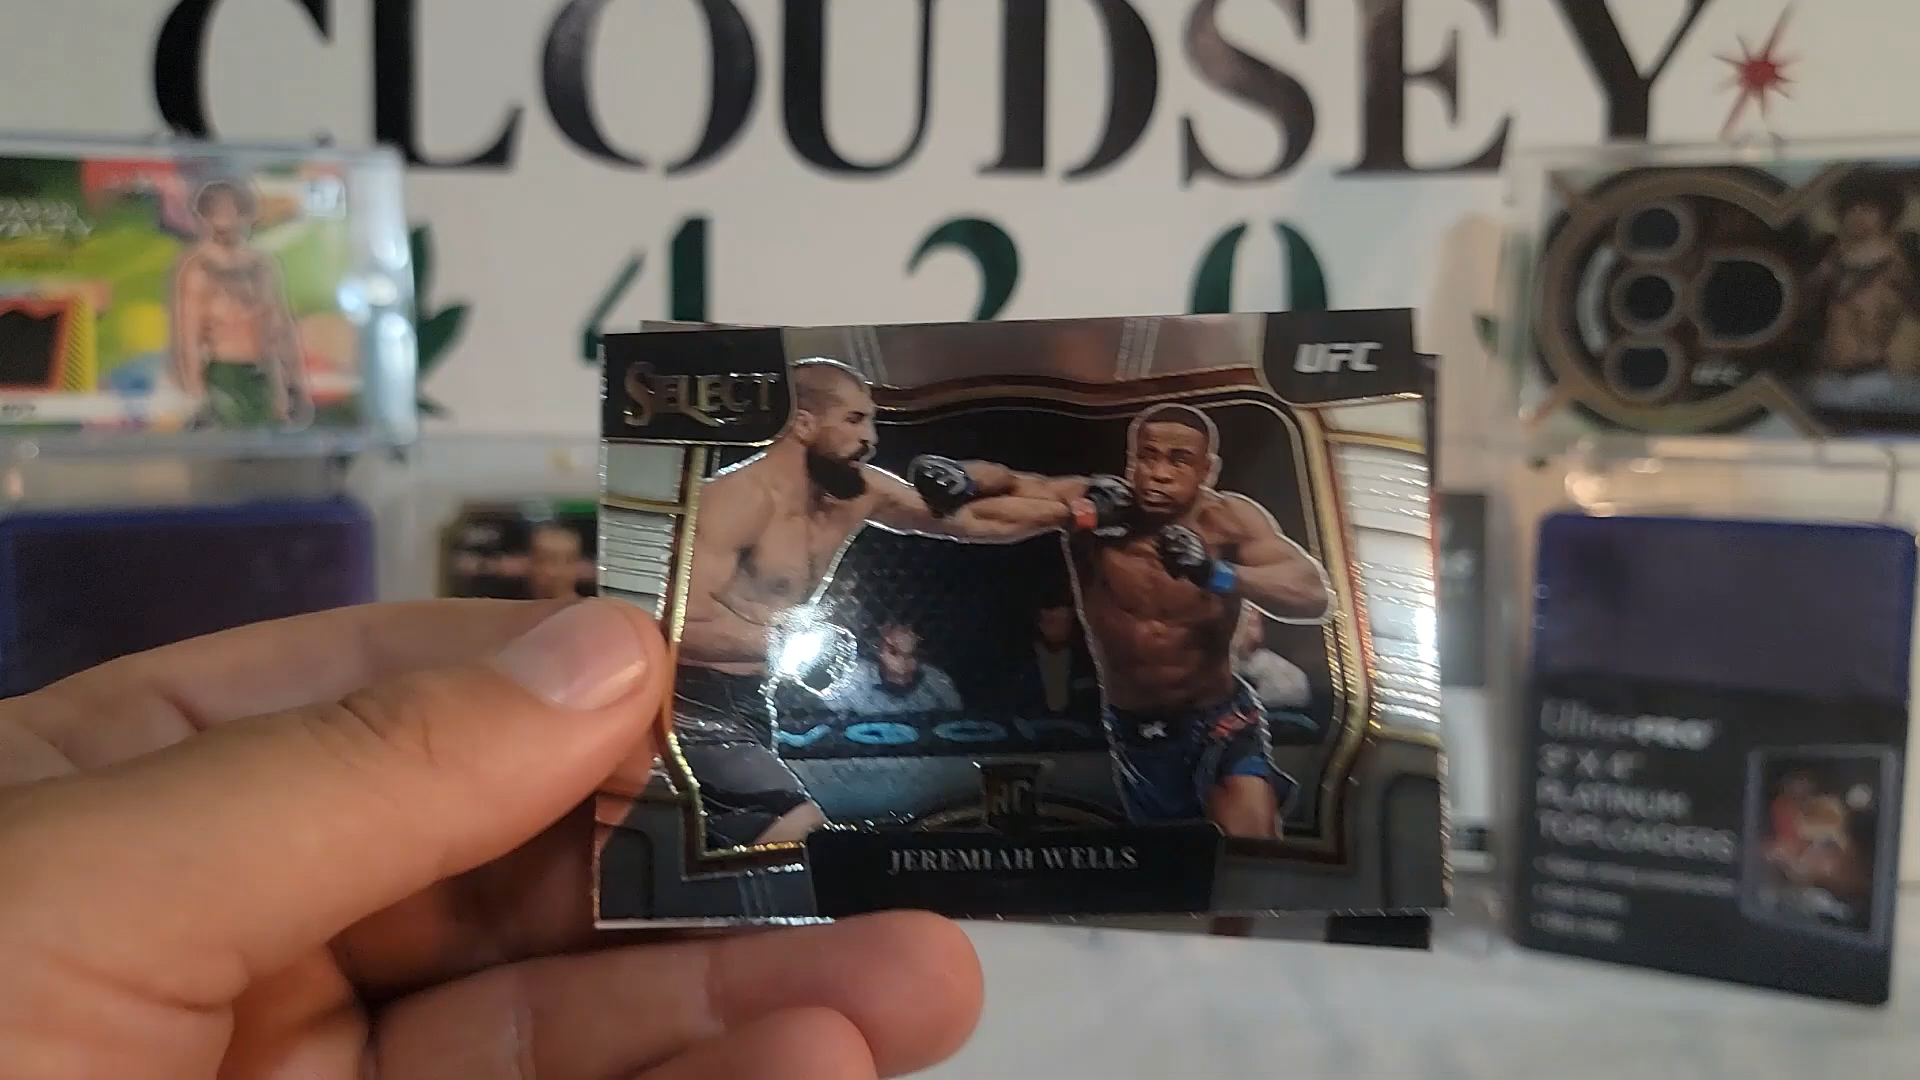 CLOUDSEY
420
SELECT
UFC
RC
JEREMIAH WELLS
Ultra•PRO
3" X 4"
PLATINUM
TOPLOADERS